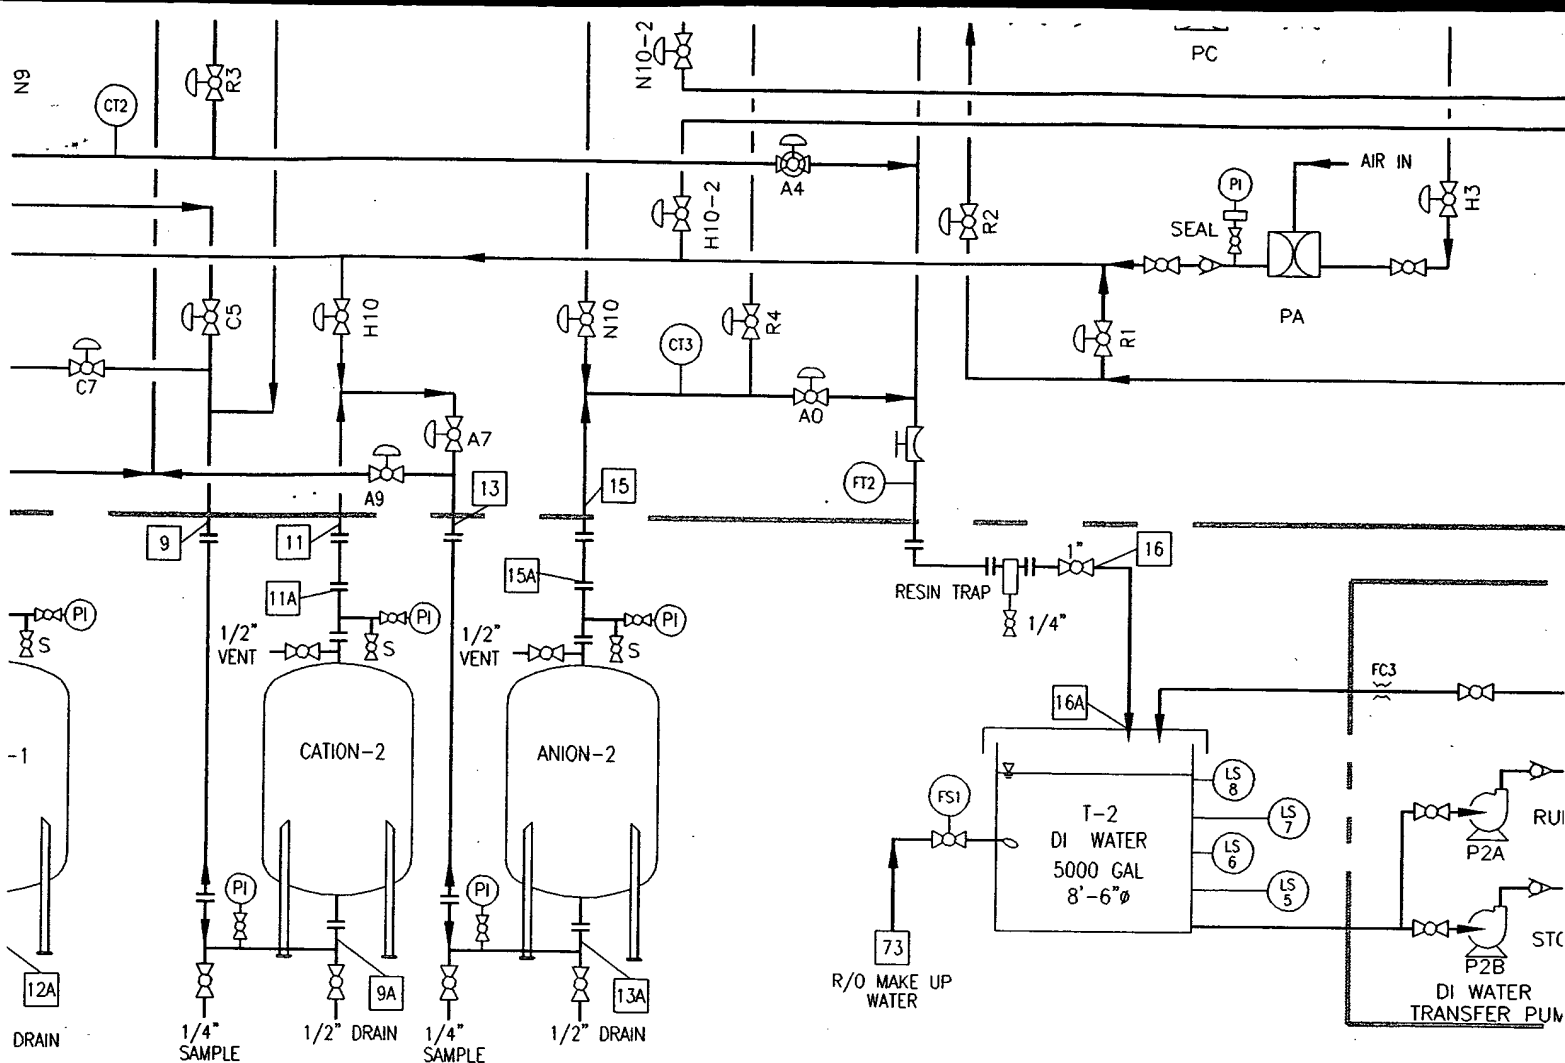 N9
CT2
R3
N10-2
PC
A4
AIR IN
PI
SEAL
H3
H10-2
R2
C5
H10
N10
CT3
R4
R1
PA
C7
A0
A7
A9
13
15
FT2
9
11
15A
11A
1"
16
RESIN TRAP
1/4"
PI
S
1/2"
VENT
PI
S
1/2"
VENT
PI
S
FC3
16A
-1
CATION-2
ANION-2
FS1
T-2
DI WATER
5000 GAL
8'-6"ø
LS
8
LS
7
LS
6
LS
5
P2A
RU
PI
PI
73
R/O MAKE UP
WATER
P2B
ST
DI WATER
TRANSFER PUM
12A
9A
13A
DRAIN
1/4"
SAMPLE
1/2" DRAIN
1/4"
SAMPLE
1/2" DRAIN